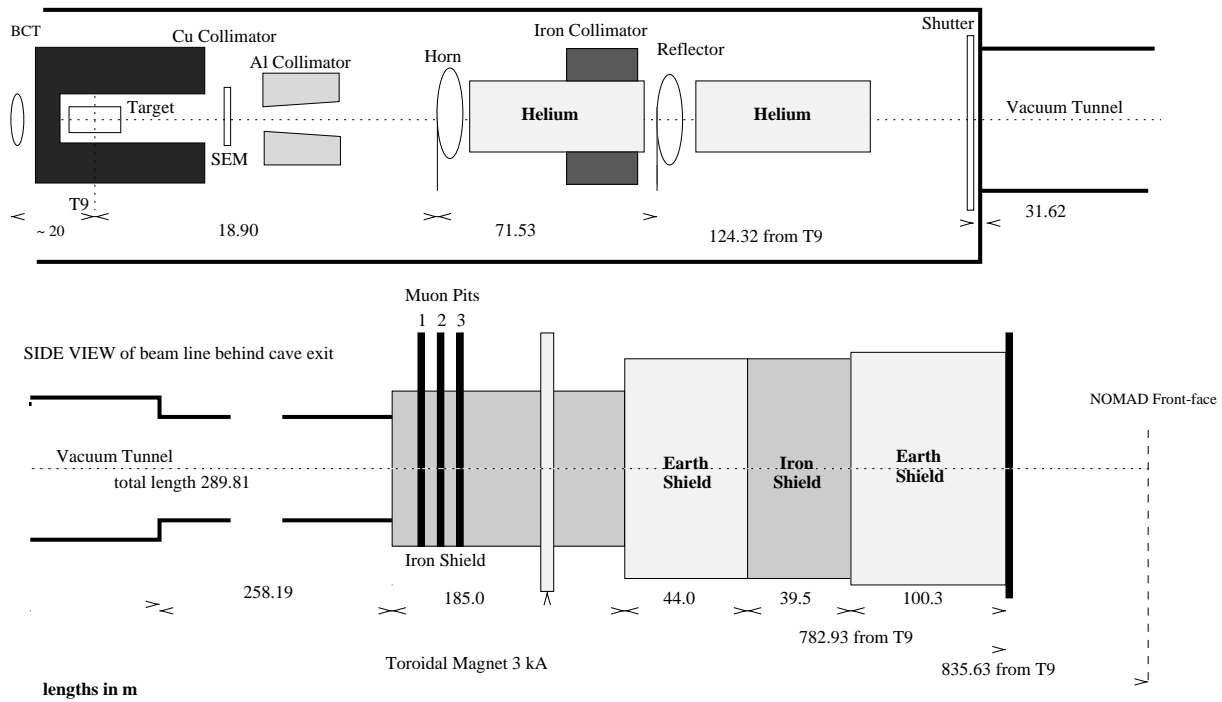 BCT
Cu Collimator
Al Collimator
Horn
Iron Collimator
Reflector
Shutter
Target
Helium
Helium
Vacuum Tunnel
SEM
T9
~ 20
18.90
71.53
124.32 from T9
31.62
Muon Pits
1 2 3
SIDE VIEW of beam line behind cave exit
NOMAD Front-face
Vacuum Tunnel
total length 289.81
Earth
Shield
Iron
Shield
Earth
Shield
Iron Shield
258.19
185.0
44.0
39.5
100.3
782.93 from T9
Toroidal Magnet 3 kA
835.63 from T9
lengths in m